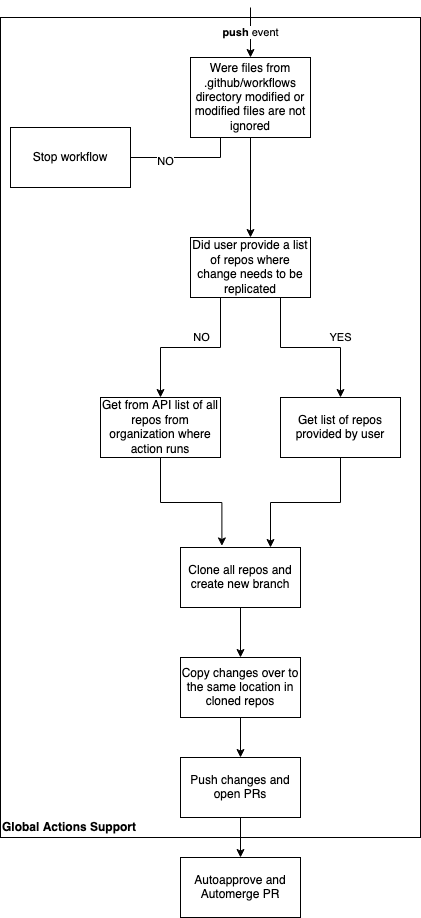 push event
Were files from
.github/workflows
directory modified or
modified files are not
ignored
Stop workflow
NO
Did user provide a list
of repos where
change needs to be
replicated
NO
YES
Get from API list of all
repos from
organization where
action runs
Get list of repos
provided by user
Clone all repos and
create new branch
Copy changes over to
the same location in
cloned repos
Push changes and
open PRs
Global Actions Support
Autoapprove and
Automerge PR